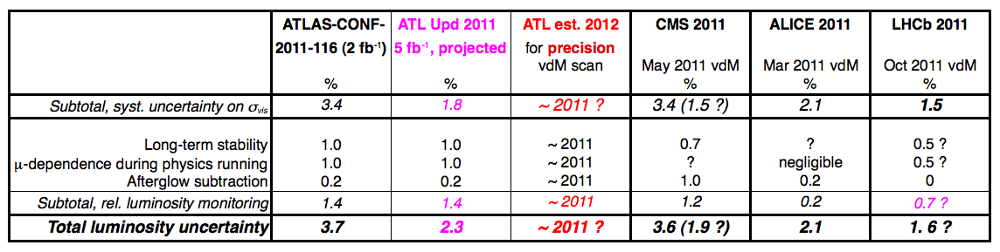 ATLAS-CONF- ATL Upd 2011 ATL est. 2012 CMS 2011 ALICE 2011 LHCb 2011
2011-116 (2 fb-1) 5 fb-1, projected for precision
vdM scan May 2011 vdM Mar 2011 vdM Oct 2011 vdM
% % % % %
Subtotal, syst. uncertainty on σvis 3.4 1.8 ~ 2011 ? 3.4 (1.5 ?) 2.1 1.5
Long-term stability 1.0 1.0 ~ 2011 0.7 ? 0.5 ?
μ-dependence during physics running 1.0 1.0 ~ 2011 ? negligible 0.5 ?
Afterglow subtraction 0.2 0.2 ~ 2011 1.0 0.2 0
Subtotal, rel. luminosity monitoring 1.4 1.4 ~ 2011 1.2 0.2 0.7 ?
Total luminosity uncertainty 3.7 2.3 ~ 2011 ? 3.6 (1.9 ?) 2.1 1. 6 ?